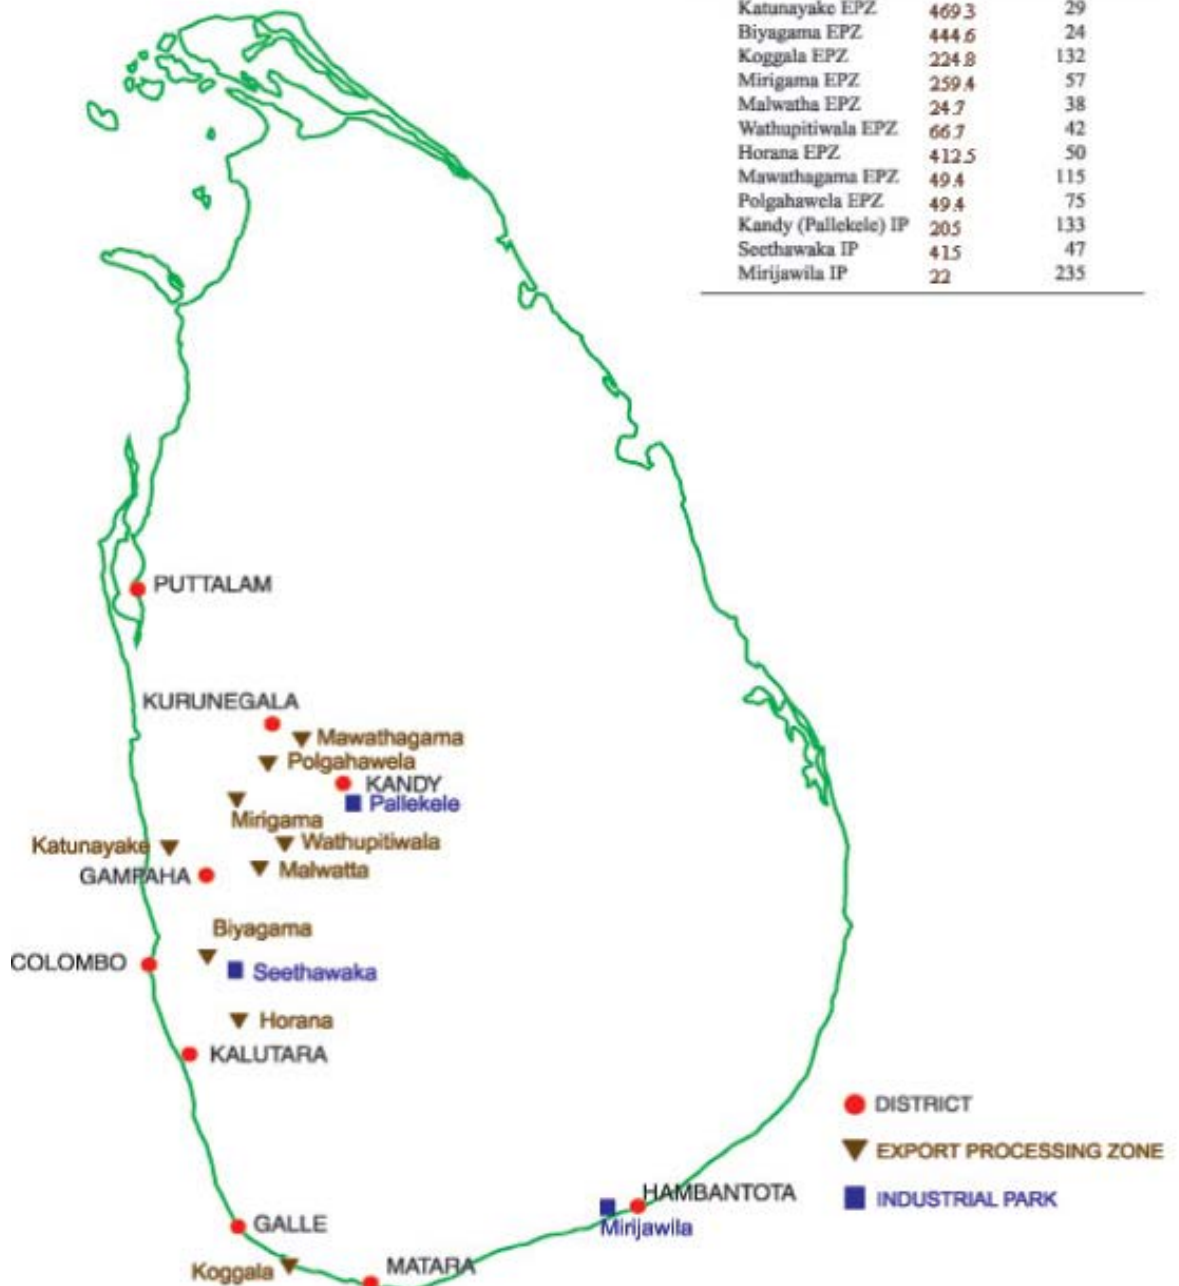 Katunayake EPZ 469.3 29
Biyagama EPZ 444.6 24
Koggala EPZ 224.8 132
Mirigama EPZ 259.4 57
Malwatha EPZ 24.7 38
Wathupitiwala EPZ 66.7 42
Horana EPZ 412.5 50
Mawathagama EPZ 49.4 115
Polgahawela EPZ 49.4 75
Kandy (Pallekele) IP 205 133
Seethawaka IP 415 47
Mirijawila IP 22 235
PUTTALAM
KURUNEGALA
Mawathagama
Polgahawela
KANDY
Pallekele
Mirigama
Wathupitiwala
Katunayake
Malwatta
GAMPAHA
Biyagama
COLOMBO
Seethawaka
Horana
KALUTARA
DISTRICT
EXPORT PROCESSING ZONE
INDUSTRIAL PARK
HAMBANTOTA
Mirijawila
GALLE
Koggala
MATARA